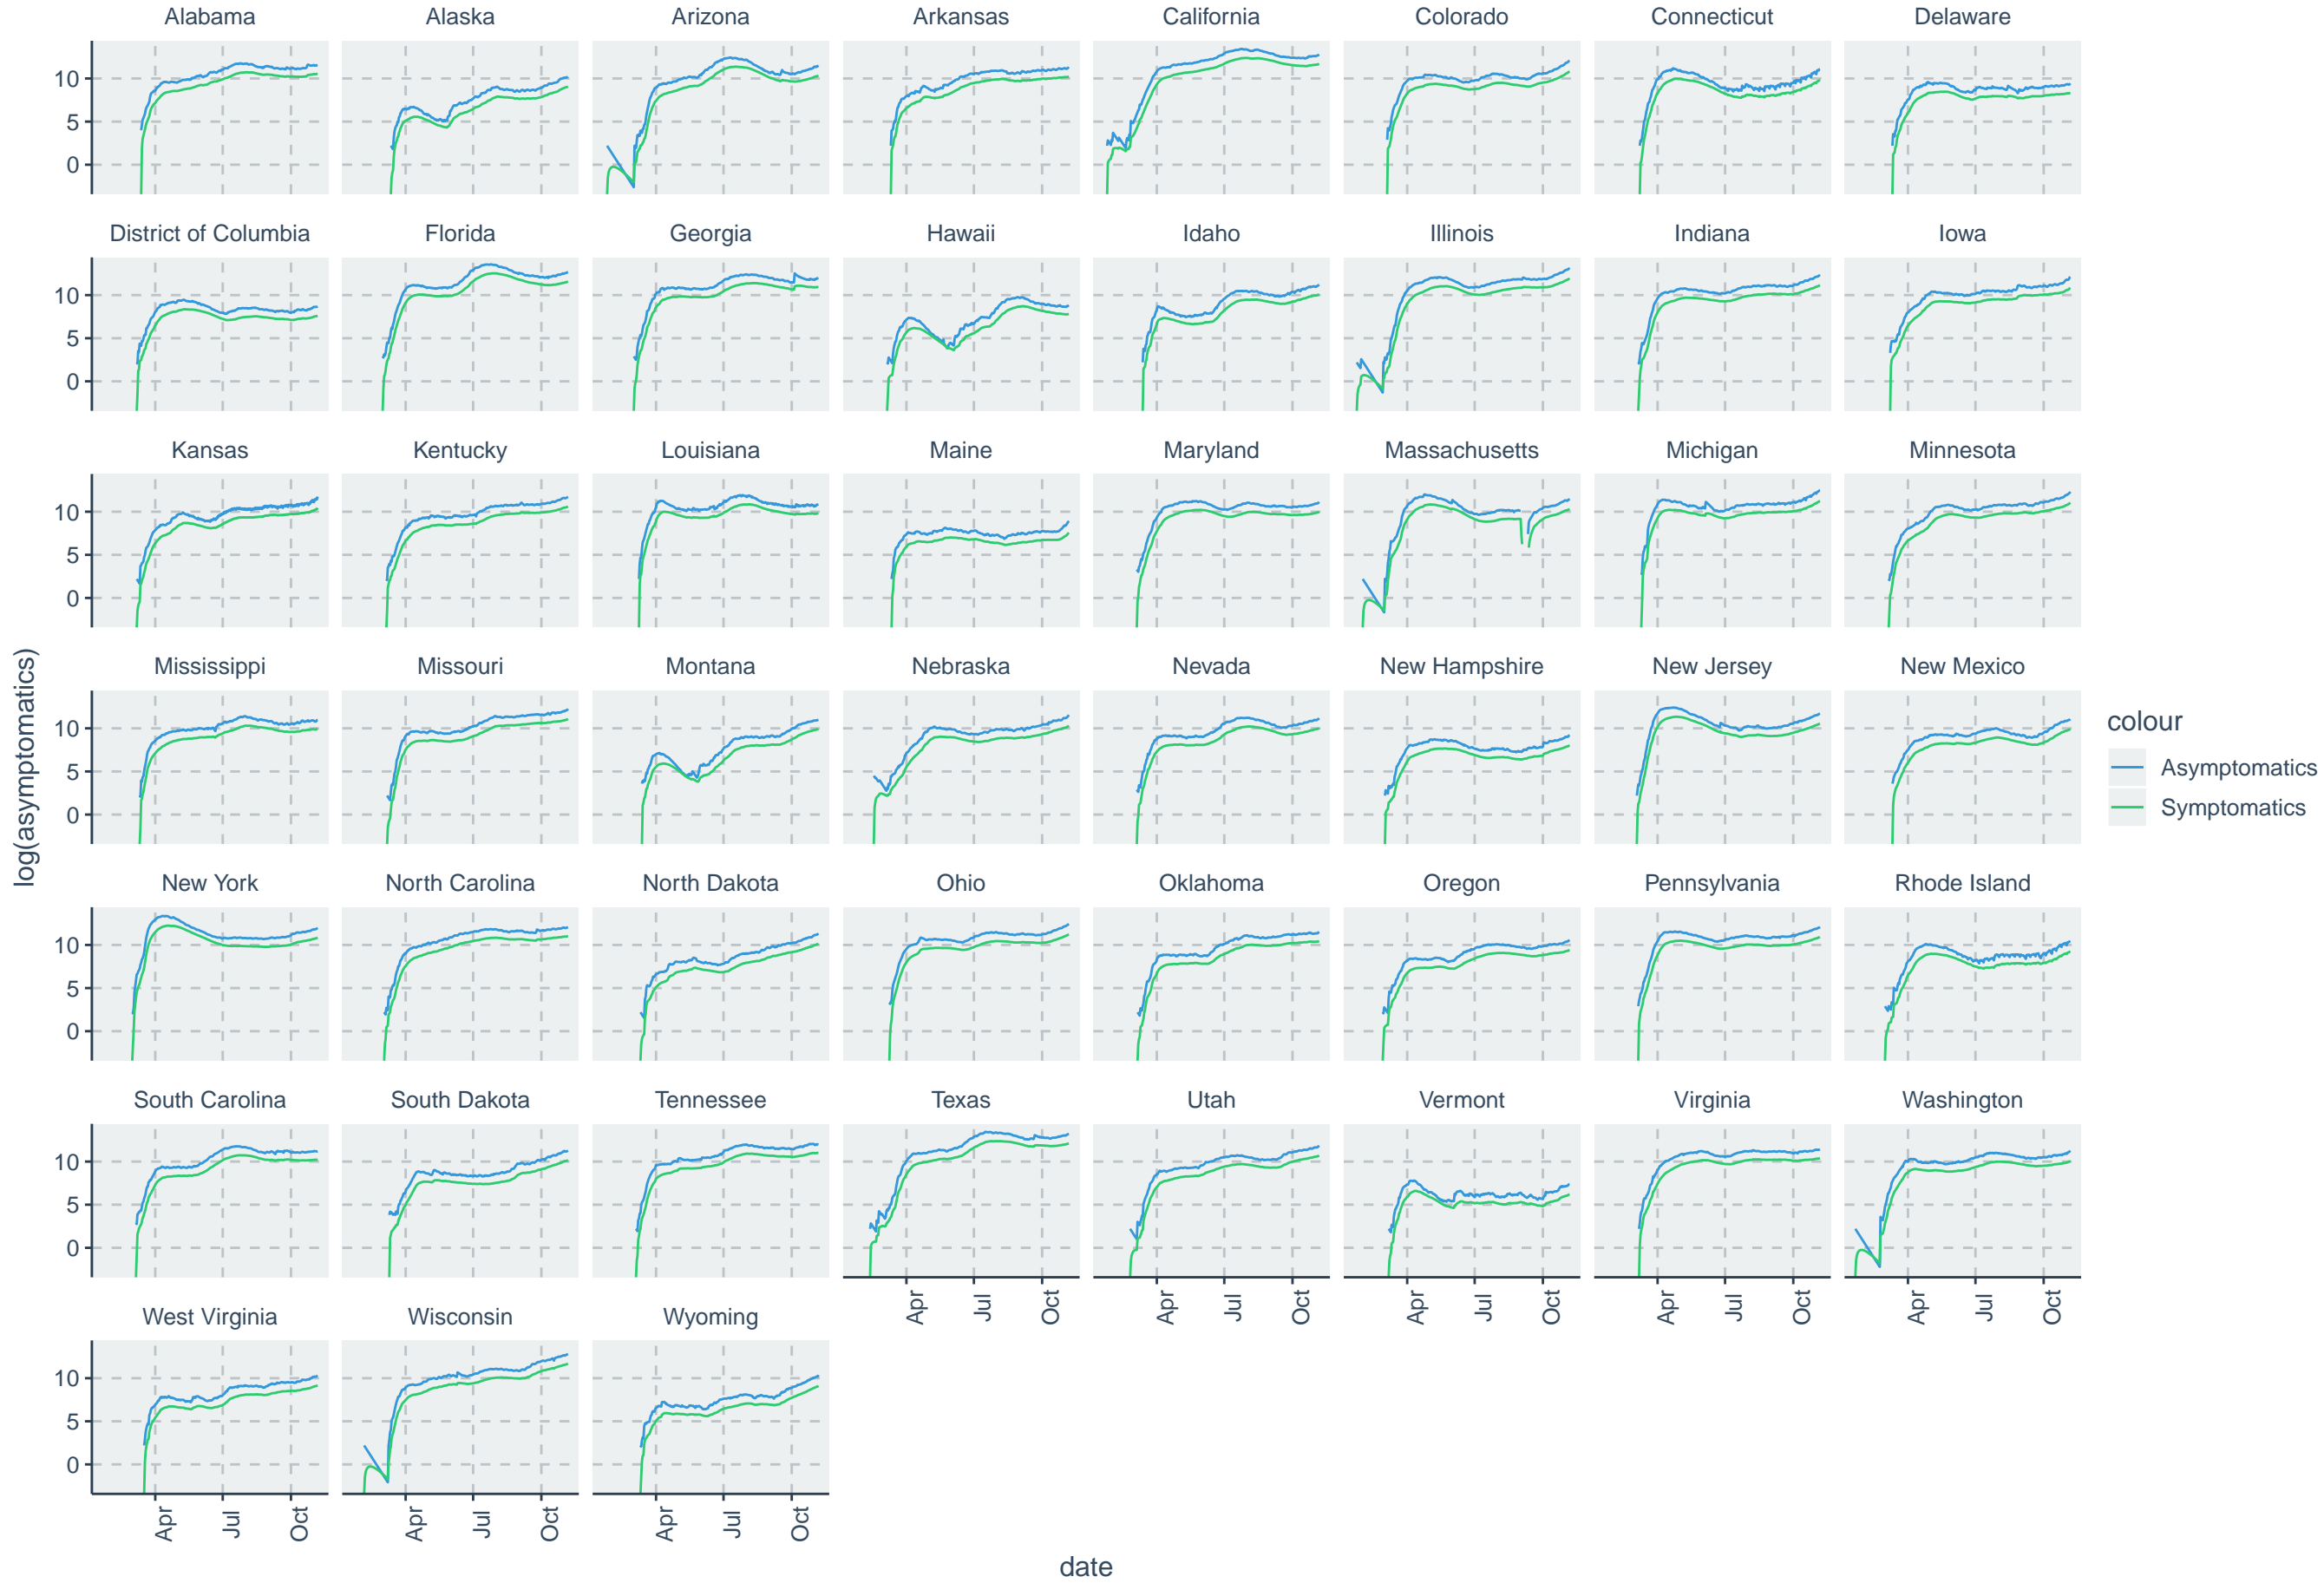 Alabama Alaska Arizona Arkansas California Colorado Connecticut Delaware
10
5
0
District of Columbia Florida Georgia Hawaii Idaho Illinois Indiana Iowa
10
5
0
Kansas Kentucky Louisiana Maine Maryland Massachusetts Michigan Minnesota
10
5
0
Mississippi Missouri Montana Nebraska Nevada New Hampshire New Jersey New Mexico
10
5
0
New York North Carolina North Dakota Ohio Oklahoma Oregon Pennsylvania Rhode Island
10
5
0
South Carolina South Dakota Tennessee Texas Utah Vermont Virginia Washington
10
5
0
Apr Jul Oct Apr Jul Oct Apr Jul Oct Apr Jul Oct Apr Jul Oct
West Virginia Wisconsin Wyoming
10
5
0
Apr Jul Oct Apr Jul Oct Apr Jul Oct
date
log(asymptomatics)
colour
Asymptomatics
Symptomatics